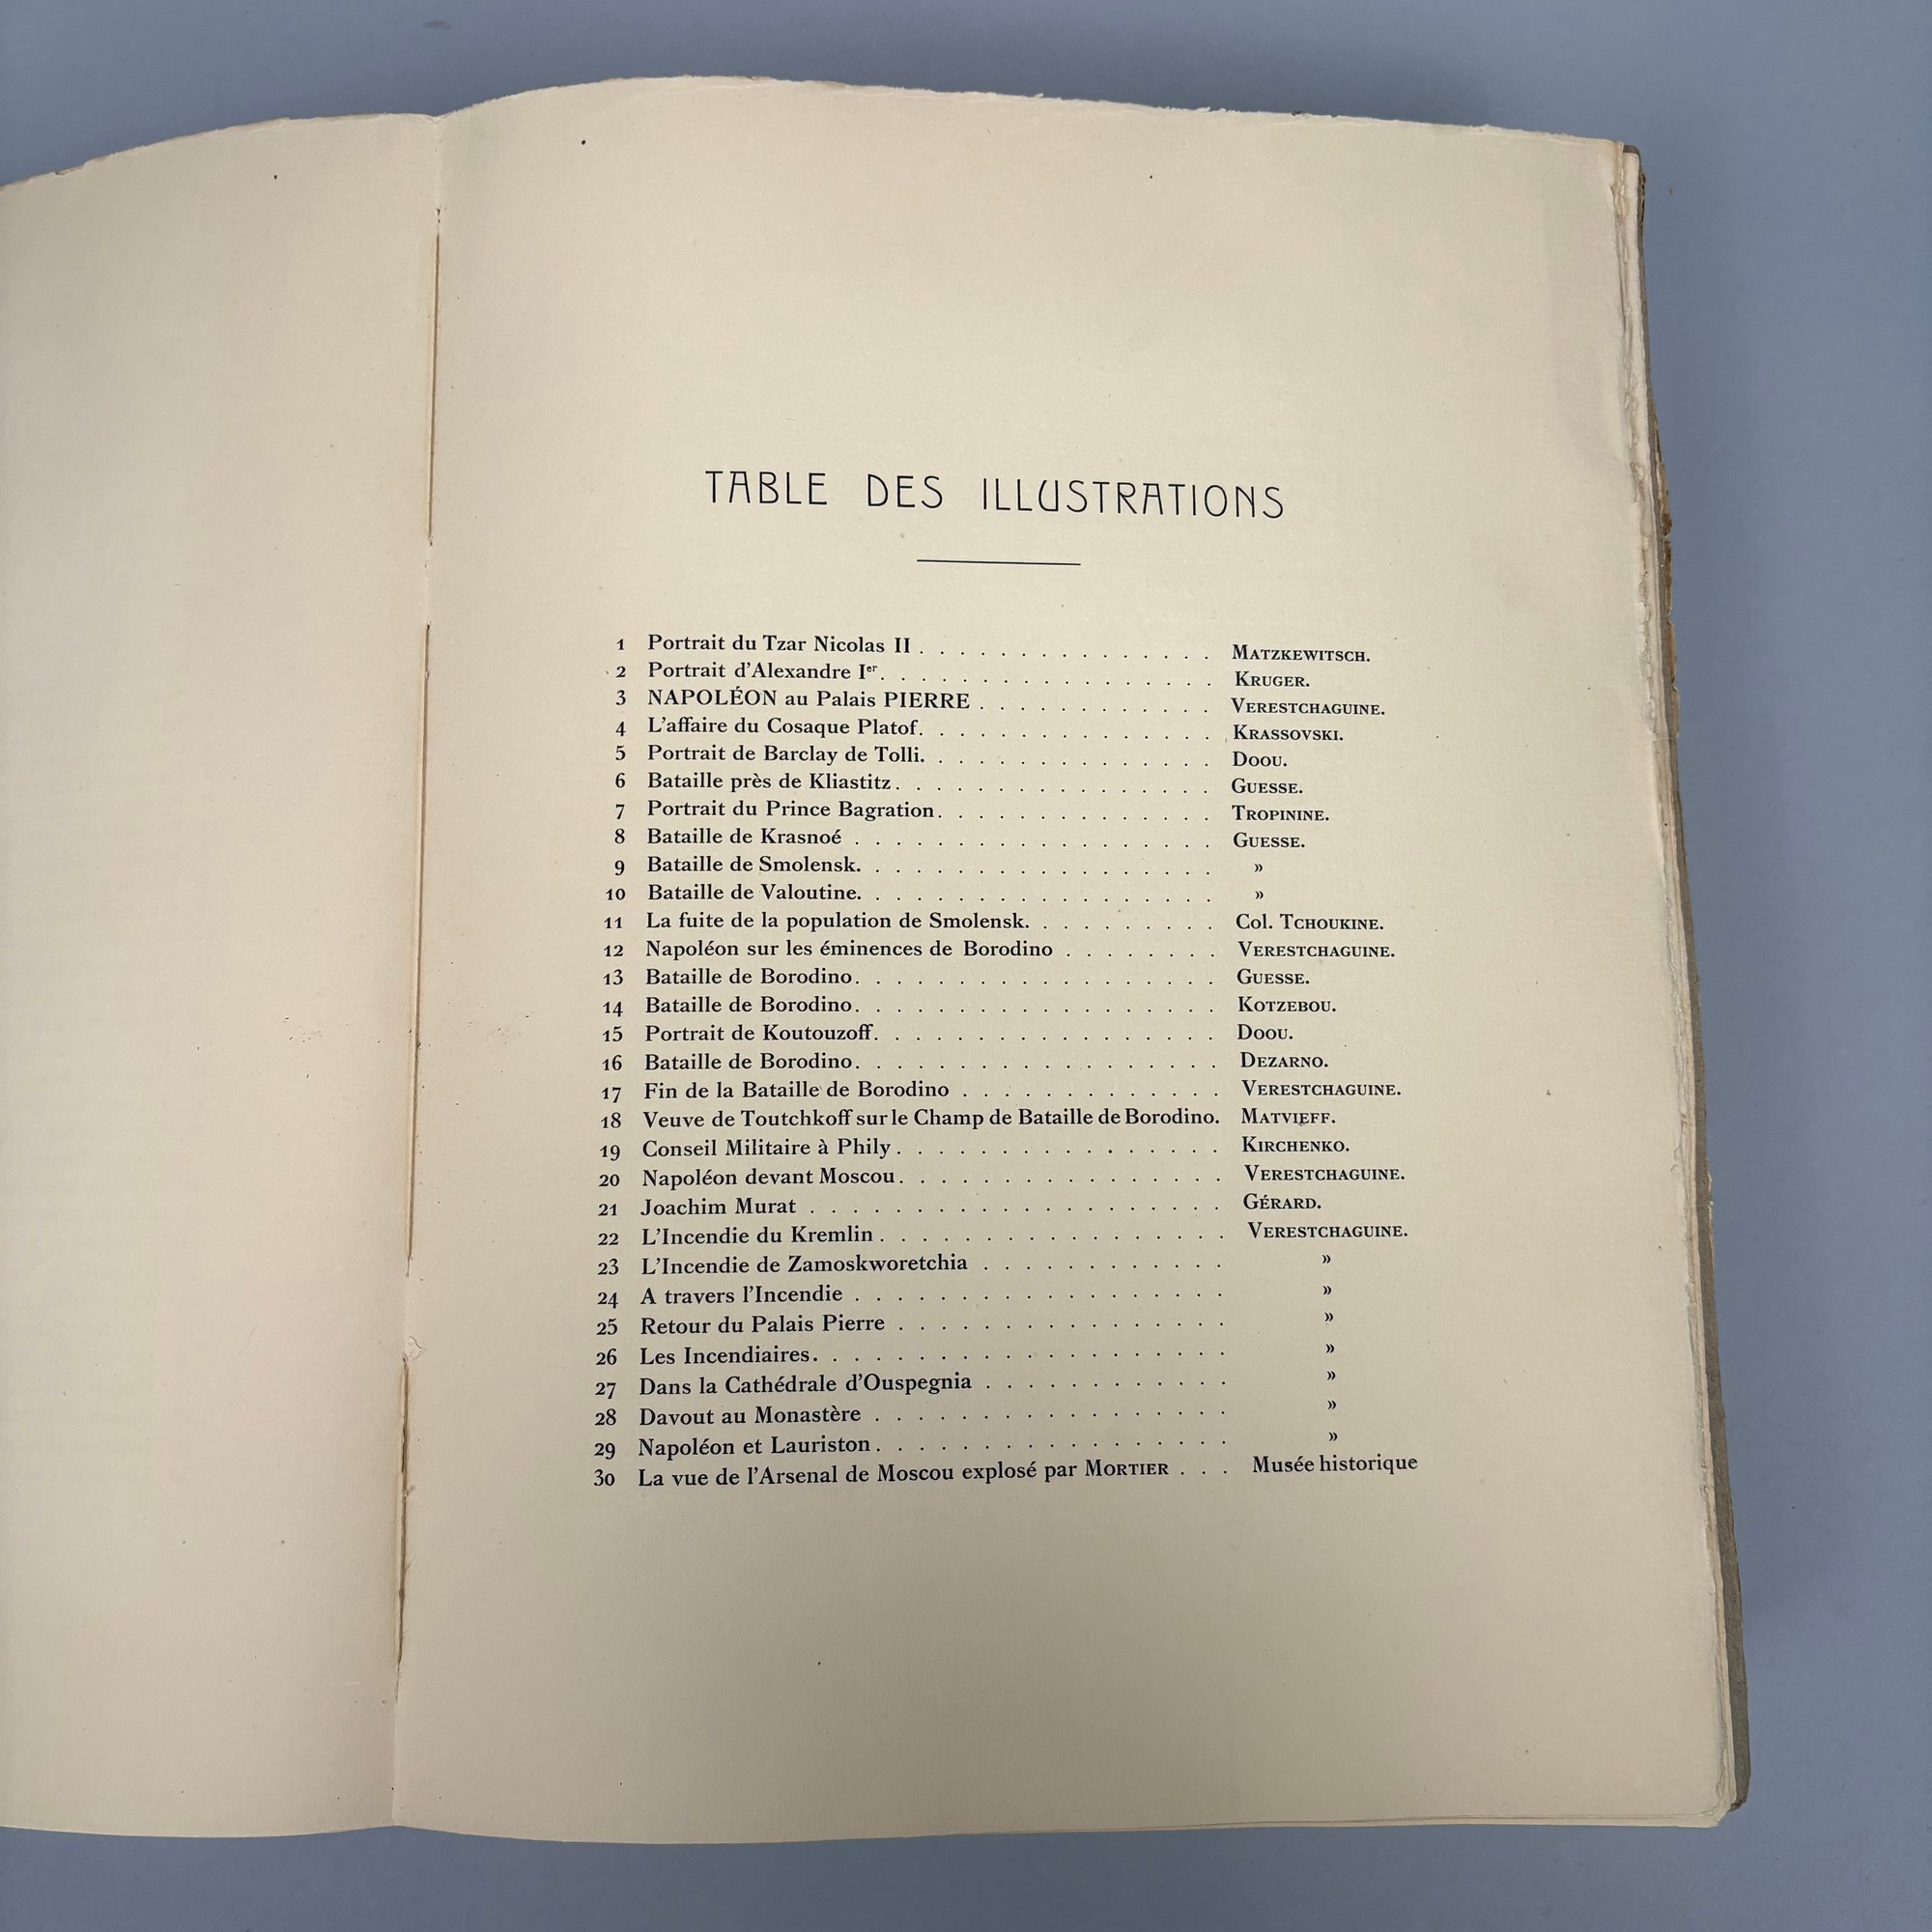 TABLE DES ILLUSTRATIONS
1 Portrait du Tzar Nicolas II . . . . . . . . . . . . . . . MATZKEWITSCH.
2 Portrait d'Alexandre Ier. . . . . . . . . . . . . . . . . KRUGER.
3 NAPOLÉON au Palais PIERRE . . . . . . . . . . . . VERESTCHAGUINE.
4 L'affaire du Cosaque Platof. . . . . . . . . . . . . . . KRASSOVSKI.
5 Portrait de Barclay de Tolli. . . . . . . . . . . . . . . DOOU.
6 Bataille près de Kliastitz . . . . . . . . . . . . . . . . GUESSE.
7 Portrait du Prince Bagration. . . . . . . . . . . . . . TROPININE.
8 Bataille de Krasnoé . . . . . . . . . . . . . . . . . . GUESSE.
9 Bataille de Smolensk. . . . . . . . . . . . . . . . . . »
10 Bataille de Valoutine. . . . . . . . . . . . . . . . . . »
11 La fuite de la population de Smolensk. . . . . . . . . . Col. TCHOUKINE.
12 Napoléon sur les éminences de Borodino . . . . . . . . VERESTCHAGUINE.
13 Bataille de Borodino. . . . . . . . . . . . . . . . . . GUESSE.
14 Bataille de Borodino. . . . . . . . . . . . . . . . . . KOTZEBOU.
15 Portrait de Koutouzoff. . . . . . . . . . . . . . . . . DOOU.
16 Bataille de Borodino. . . . . . . . . . . . . . . . . . DEZARNO.
17 Fin de la Bataille de Borodino . . . . . . . . . . . . . VERESTCHAGUINE.
18 Veuve de Toutchkoff sur le Champ de Bataille de Borodino. MATVIEFF.
19 Conseil Militaire à Phily . . . . . . . . . . . . . . . . KIRCHENKO.
20 Napoléon devant Moscou. . . . . . . . . . . . . . . . VERESTCHAGUINE.
21 Joachim Murat . . . . . . . . . . . . . . . . . . . . GÉRARD.
22 L'Incendie du Kremlin . . . . . . . . . . . . . . . . . VERESTCHAGUINE.
23 L'Incendie de Zamoskworetchia . . . . . . . . . . . . »
24 A travers l'Incendie . . . . . . . . . . . . . . . . . . »
25 Retour du Palais Pierre . . . . . . . . . . . . . . . . »
26 Les Incendiaires. . . . . . . . . . . . . . . . . . . . »
27 Dans la Cathédrale d'Ouspegnia . . . . . . . . . . . . »
28 Davout au Monastère . . . . . . . . . . . . . . . . . »
29 Napoléon et Lauriston . . . . . . . . . . . . . . . . . »
30 La vue de l'Arsenal de Moscou explosé par MORTIER . . . Musée historique